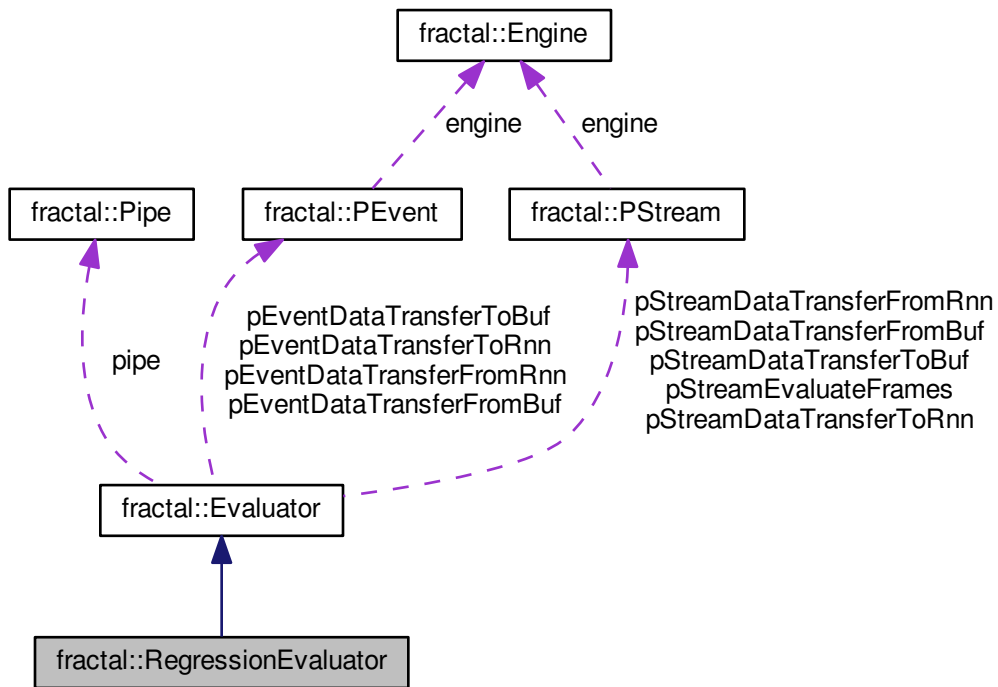 fractal::Engine
engine
engine
fractal::Pipe
fractal::PEvent
fractal::PStream
pipe
pEventDataTransferToBuf
pEventDataTransferToRnn
pEventDataTransferFromRnn
pEventDataTransferFromBuf
pStreamDataTransferFromRnn
pStreamDataTransferFromBuf
pStreamDataTransferToBuf
pStreamEvaluateFrames
pStreamDataTransferToRnn
fractal::Evaluator
fractal::RegressionEvaluator